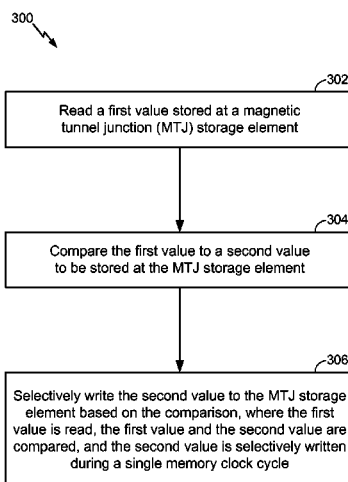 300
302
Read a first value stored at a magnetic
tunnel junction (MTJ) storage element
304
Compare the first value to a second value
to be stored at the MTJ storage element
306
Selectively write the second value to the MTJ storage
element based on the comparison, where the first
value is read, the first value and the second value are
compared, and the second value is selectively written
during a single memory clock cycle